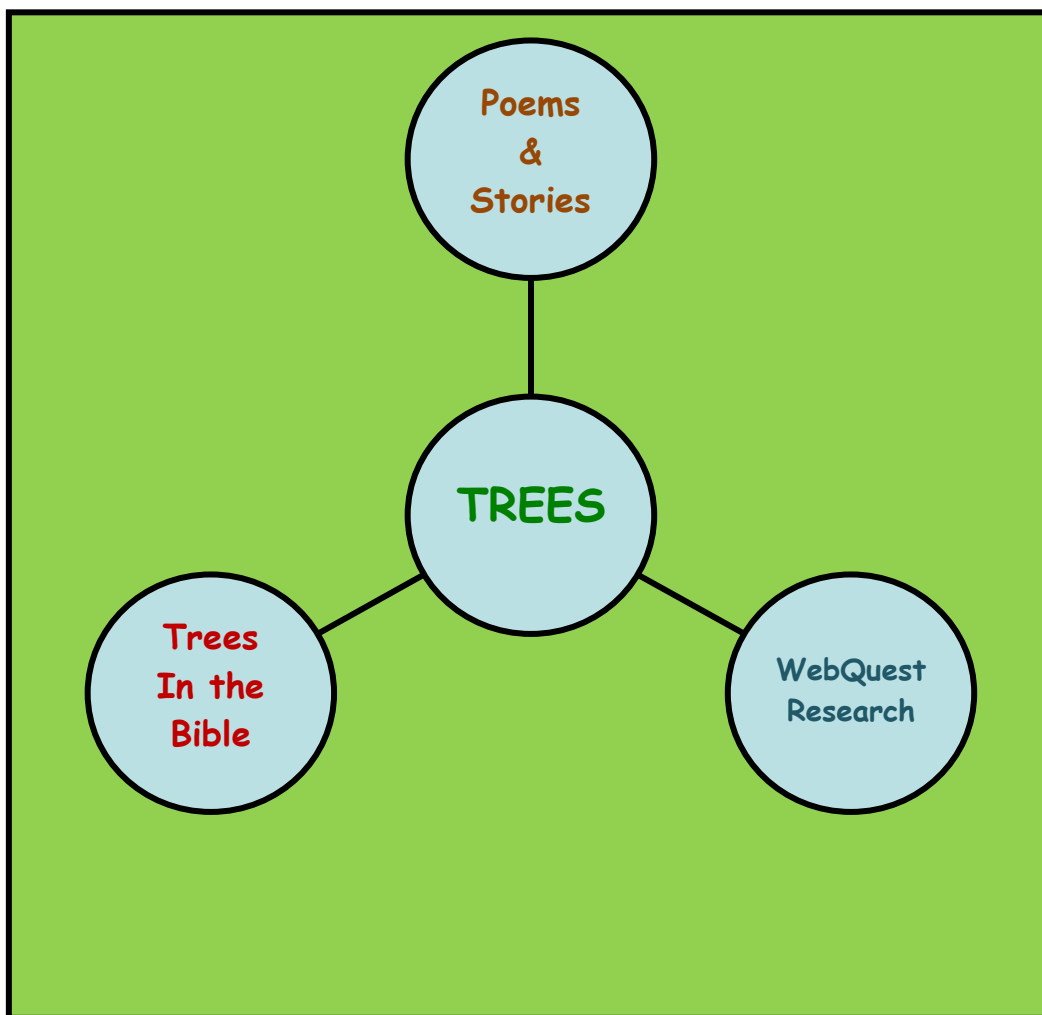 Poems
&
Stories
TREES
Trees
In the
Bible
WebQuest
Research